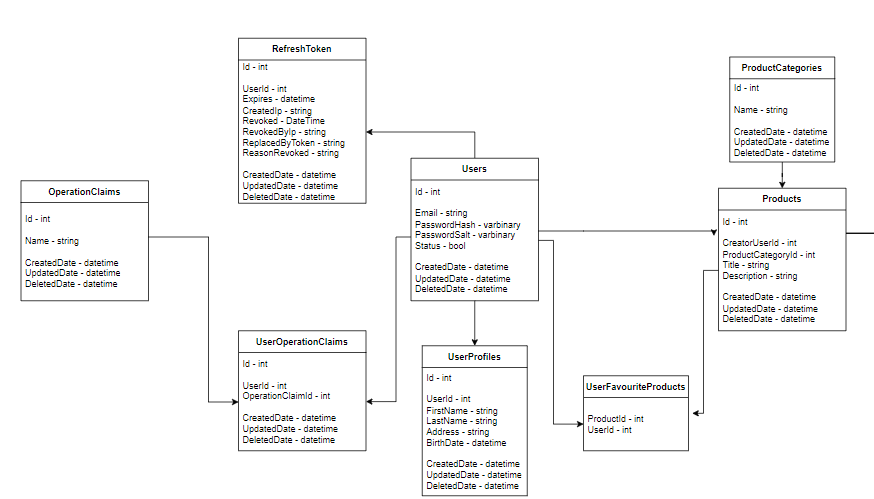 RefreshToken
Id - int
UserId - int
Expires - datetime
CreatedIp - string
Revoked - DateTime
RevokedByIp - string
ReplacedByToken - string
ReasonRevoked - string
CreatedDate - datetime
UpdatedDate - datetime
DeletedDate - datetime
ProductCategories
Id - int
Name - string
CreatedDate - datetime
UpdatedDate - datetime
DeletedDate - datetime
OperationClaims
Id - int
Name - string
CreatedDate - datetime
UpdatedDate - datetime
DeletedDate - datetime
Users
Id - int
Email - string
PasswordHash - varbinary
PasswordSalt - varbinary
Status - bool
CreatedDate - datetime
UpdatedDate - datetime
DeletedDate - datetime
Products
Id - int
CreatorUserId - int
ProductCategoryId - int
Title - string
Description - string
CreatedDate - datetime
UpdatedDate - datetime
DeletedDate - datetime
UserOperationClaims
Id - int
UserId - int
OperationClaimId - int
CreatedDate - datetime
UpdatedDate - datetime
DeletedDate - datetime
UserProfiles
Id - int
UserId - int
FirstName - string
LastName - string
Address - string
BirthDate - datetime
CreatedDate - datetime
UpdatedDate - datetime
DeletedDate - datetime
UserFavouriteProducts
ProductId - int
UserId - int